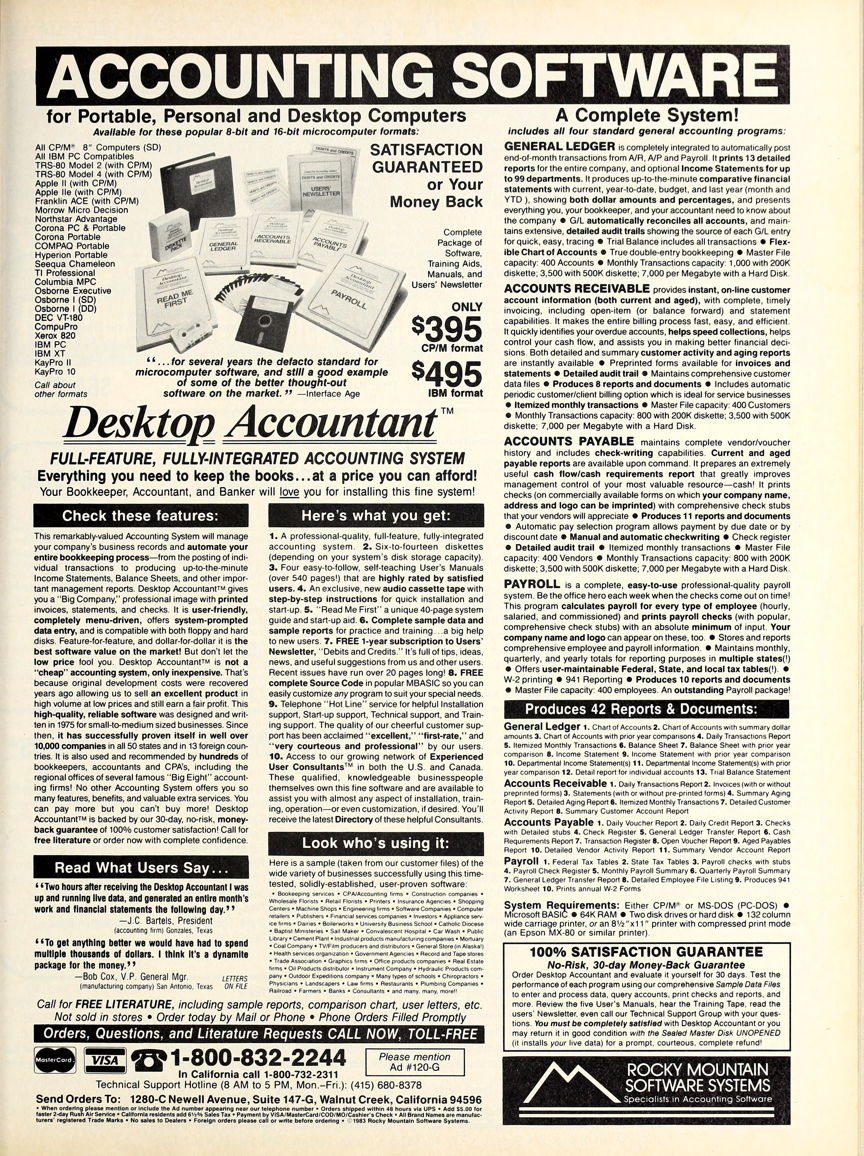 ACCOUNTING SOFTWARE
for Portable, Personal and Desktop Computers
Available for these popular 8-bit and 16-bit microcomputer formats:
All CP/M® 8" Computers (SD)
All IBM PC Compatibles
TRS-80 Model 2 (with CP/M)
TRS-80 Model 4 (with CP/M)
Apple II (with CP/M)
Apple IIe (with CP/M)
Franklin ACE (with CP/M)
Morrow Micro Decision
Northstar Advantage
Corona PC & Portable
Corona Portable
COMPAQ Portable
Hyperion Portable
Seequa Chameleon
TI Professional
Columbia MPC
Osborne Executive
Osborne I (SD)
Osborne I (DD)
DEC VT-180
CompuPro
Xerox 820
IBM PC
IBM XT
KayPro II
KayPro 10
Call about
other formats
USERS'
NEWSLETTER
GENERAL
LEDGER
ACCOUNTS
RECEIVABLE
ACCOUNTS
PAYABLE
READ ME
FIRST
PAYROLL
SATISFACTION
GUARANTEED
or Your
Money Back
Complete
Package of
Software,
Training Aids,
Manuals, and
Users' Newsletter
ONLY
$395
CP/M format
$495
IBM format
"...for several years the defacto standard for
microcomputer software, and still a good example
of some of the better thought-out
software on the market." —Interface Age
Desktop Accountant™
FULL-FEATURE, FULLY-INTEGRATED ACCOUNTING SYSTEM
Everything you need to keep the books...at a price you can afford!
Your Bookkeeper, Accountant, and Banker will love you for installing this fine system!
Check these features:
This remarkably-valued Accounting System will manage
your company's business records and automate your
entire bookkeeping process—from the posting of indi-
vidual transactions to producing up-to-the-minute
Income Statements, Balance Sheets, and other impor-
tant management reports. Desktop Accountant™ gives
you a "Big Company," professional image with printed
invoices, statements, and checks. It is user-friendly,
completely menu-driven, offers system-prompted
data entry, and is compatible with both floppy and hard
disks. Feature-for-feature, and dollar-for-dollar it is the
best software value on the market! But don't let the
low price fool you. Desktop Accountant™ is not a
"cheap" accounting system, only inexpensive. That's
because original development costs were recovered
years ago allowing us to sell an excellent product in
high volume at low prices and still earn a fair profit. This
high-quality, reliable software was designed and writ-
ten in 1975 for small-to-medium sized businesses. Since
then, it has successfully proven itself in well over
10,000 companies in all 50 states and in 13 foreign coun-
tries. It is also used and recommended by hundreds of
bookkeepers, accountants, and CPA's, including the
regional offices of several famous "Big Eight" account-
ing firms! No other Accounting System offers you so
many features, benefits, and valuable extra services. You
can pay more but you can't buy more! Desktop
Accountant™ is backed by our 30-day, no-risk, money-
back guarantee of 100% customer satisfaction! Call for
free literature or order now with complete confidence.
Read What Users Say...
"Two hours after receiving the Desktop Accountant I was
up and running live data, and generated an entire month's
work and financial statements the following day."
—J.C. Bartels, President
(accounting firm) Gonzales, Texas
"To get anything better we would have had to spend
multiple thousands of dollars. I think it's a dynamite
package for the money."
—Bob Cox, V.P. General Mgr.
(manufacturing company) San Antonio, Texas
LETTERS
ON FILE
Here's what you get:
1. A professional-quality, full-feature, fully-integrated
accounting system. 2. Six-to-fourteen diskettes
(depending on your system's disk storage capacity).
3. Four easy-to-follow, self-teaching User's Manuals
(over 540 pages!) that are highly rated by satisfied
users. 4. An exclusive, new audio cassette tape with
step-by-step instructions for quick installation and
start-up. 5. "Read Me First" a unique 40-page system
guide and start-up aid. 6. Complete sample data and
sample reports for practice and training...a big help
to new users. 7. FREE 1-year subscription to Users'
Newsletter, "Debits and Credits." It's full of tips, ideas,
news, and useful suggestions from us and other users.
Recent issues have run over 20 pages long! 8. FREE
complete Source Code in popular MBASIC so you can
easily customize any program to suit your special needs.
9. Telephone "Hot Line" service for helpful Installation
support, Start-up support, Technical support, and Train-
ing support. The quality of our cheerful customer sup-
port has been acclaimed "excellent," "first-rate," and
"very courteous and professional" by our users.
10. Access to our growing network of Experienced
User Consultants™ in both the U.S. and Canada.
These qualified, knowledgeable businesspeople
themselves own this fine software and are available to
assist you with almost any aspect of installation, train-
ing, operation—or even customization, if desired. You'll
receive the latest Directory of these helpful Consultants.
Look who's using it:
Here is a sample (taken from our customer files) of the
wide variety of businesses successfully using this time-
tested, solidly-established, user-proven software:
• Bookkeeping services • CPA/Accounting firms • Construction companies •
Wholesale Florists • Retail Florists • Printers • Insurance Agencies • Shopping
Centers • Machine Shops • Engineering firms • Software Companies • Computer
retailers • Publishers • Financial services companies • Investors • Appliance serv-
ice firms • Dairies • Boilerworks • University Business School • Catholic Diocese
• Baptist Ministries • Sail Maker • Convalescent Hospital • Car Wash • Public
Library • Cement Plant • Industrial products manufacturing companies • Mortuary
• Coal Company • TV/Film producers and distributors • General Store (in Alaska!)
• Health services organization • Government Agencies • Record and Tape stores
• Trade Association • Graphics firms • Office products companies • Real Estate
firms • Oil Products distributor • Instrument Company • Hydraulic Products com-
pany • Outdoor Expeditions company • Many types of schools • Chiropractors •
Physicians • Landscapers • Law firms • Restaurants • Plumbing Companies •
Railroad • Farmers • Banks • Consultants • and many, many, more!!
Call for FREE LITERATURE, including sample reports, comparison chart, user letters, etc.
Not sold in stores • Order today by Mail or Phone • Phone Orders Filled Promptly
Orders, Questions, and Literature Requests CALL NOW, TOLL-FREE
MasterCard
VISA
1-800-832-2244
In California call 1-800-732-2311
Please mention
Ad #120-G
Technical Support Hotline (8 AM to 5 PM, Mon.–Fri.): (415) 680-8378
Send Orders To: 1280-C Newell Avenue, Suite 147-G, Walnut Creek, California 94596
• When ordering please mention or include the Ad number appearing near our telephone number • Orders shipped within 48 hours via UPS • Add $5.00 for
faster 2-day Rush Air Service • California residents add 6½% Sales Tax • Payment by VISA/MasterCard/COD/MO/Cashier's Check • All Brand Names are manufac-
turers' registered Trade Marks • No sales to Dealers • Foreign orders please call or write before ordering • ©1983 Rocky Mountain Software Systems.
A Complete System!
includes all four standard general accounting programs:
GENERAL LEDGER is completely integrated to automatically post
end-of-month transactions from A/R, A/P and Payroll. It prints 13 detailed
reports for the entire company, and optional Income Statements for up
to 99 departments. It produces up-to-the-minute comparative financial
statements with current, year-to-date, budget, and last year (month and
YTD ), showing both dollar amounts and percentages, and presents
everything you, your bookkeeper, and your accountant need to know about
the company ● G/L automatically reconciles all accounts, and main-
tains extensive, detailed audit trails showing the source of each G/L entry
for quick, easy, tracing ● Trial Balance includes all transactions ● Flex-
ible Chart of Accounts ● True double-entry bookkeeping ● Master File
capacity: 400 Accounts ● Monthly Transactions capacity: 1,000 with 200K
diskette; 3,500 with 500K diskette; 7,000 per Megabyte with a Hard Disk.
ACCOUNTS RECEIVABLE provides instant, on-line customer
account information (both current and aged), with complete, timely
invoicing, including open-item (or balance forward) and statement
capabilities. It makes the entire billing process fast, easy, and efficient.
It quickly identifies your overdue accounts, helps speed collections, helps
control your cash flow, and assists you in making better financial deci-
sions. Both detailed and summary customer activity and aging reports
are instantly available ● Preprinted forms available for invoices and
statements ● Detailed audit trail ● Maintains comprehensive customer
data files ● Produces 8 reports and documents ● Includes automatic
periodic customer/client billing option which is ideal for service businesses
● Itemized monthly transactions ● Master File capacity: 400 Customers
● Monthly Transactions capacity: 800 with 200K diskette; 3,500 with 500K
diskette; 7,000 per Megabyte with a Hard Disk.
ACCOUNTS PAYABLE maintains complete vendor/voucher
history and includes check-writing capabilities. Current and aged
payable reports are available upon command. It prepares an extremely
useful cash flow/cash requirements report that greatly improves
management control of your most valuable resource—cash! It prints
checks (on commercially available forms on which your company name,
address and logo can be imprinted) with comprehensive check stubs
that your vendors will appreciate ● Produces 11 reports and documents
● Automatic pay selection program allows payment by due date or by
discount date ● Manual and automatic checkwriting ● Check register
● Detailed audit trail ● Itemized monthly transactions ● Master File
capacity: 400 Vendors ● Monthly Transactions capacity: 800 with 200K
diskette; 3,500 with 500K diskette; 7,000 per Megabyte with a Hard Disk.
PAYROLL is a complete, easy-to-use professional-quality payroll
system. Be the office hero each week when the checks come out on time!
This program calculates payroll for every type of employee (hourly,
salaried, and commissioned) and prints payroll checks (with popular,
comprehensive check stubs) with an absolute minimum of input. Your
company name and logo can appear on these, too. ● Stores and reports
comprehensive employee and payroll information. ● Maintains monthly,
quarterly, and yearly totals for reporting purposes in multiple states(!)
● Offers user-maintainable Federal, State, and local tax tables(!). ●
W-2 printing ● 941 Reporting ● Produces 10 reports and documents
● Master File capacity: 400 employees. An outstanding Payroll package!
Produces 42 Reports & Documents:
General Ledger 1. Chart of Accounts 2. Chart of Accounts with summary dollar
amounts 3. Chart of Accounts with prior year comparisons 4. Daily Transactions Report
5. Itemized Monthly Transactions 6. Balance Sheet 7. Balance Sheet with prior year
comparison 8. Income Statement 9. Income Statement with prior year comparison
10. Departmental Income Statement(s) 11. Departmental Income Statement(s) with prior
year comparison 12. Detail report for individual accounts 13. Trial Balance Statement
Accounts Receivable 1. Daily Transactions Report 2. Invoices (with or without
preprinted forms) 3. Statements (with or without pre-printed forms) 4. Summary Aging
Report 5. Detailed Aging Report 6. Itemized Monthly Transactions 7. Detailed Customer
Activity Report 8. Summary Customer Account Report
Accounts Payable 1. Daily Voucher Report 2. Daily Credit Report 3. Checks
with Detailed stubs 4. Check Register 5. General Ledger Transfer Report 6. Cash
Requirements Report 7. Transaction Register 8. Open Voucher Report 9. Aged Payables
Report 10. Detailed Vendor Activity Report 11. Summary Vendor Account Report
Payroll 1. Federal Tax Tables 2. State Tax Tables 3. Payroll checks with stubs
4. Payroll Check Register 5. Monthly Payroll Summary 6. Quarterly Payroll Summary
7. General Ledger Transfer Report 8. Detailed Employee File Listing 9. Produces 941
Worksheet 10. Prints annual W-2 Forms
System Requirements: Either CP/M® or MS-DOS (PC-DOS) ●
Microsoft BASIC ● 64K RAM ● Two disk drives or hard disk ● 132 column
wide carriage printer, or an 8½"x11" printer with compressed print mode
(an Epson MX-80 or similar printer).
100% SATISFACTION GUARANTEE
No-Risk, 30-day Money-Back Guarantee
Order Desktop Accountant and evaluate it yourself for 30 days. Test the
performance of each program using our comprehensive Sample Data Files
to enter and process data, query accounts, print checks and reports, and
more. Review the five User's Manuals, hear the Training Tape, read the
users' Newsletter, even call our Technical Support Group with your ques-
tions. You must be completely satisfied with Desktop Accountant or you
may return it in good condition with the Sealed Master Disk UNOPENED
(it installs your live data) for a prompt, courteous, complete refund!
ROCKY MOUNTAIN
SOFTWARE SYSTEMS
Specialists in Accounting Software